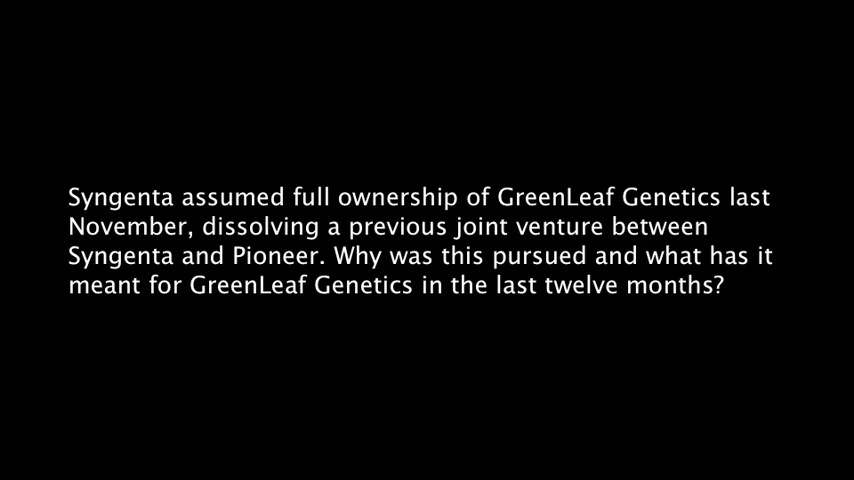 Syngenta assumed full ownership of GreenLeaf Genetics last
November, dissolving a previous joint venture between
Syngenta and Pioneer. Why was this pursued and what has it
meant for GreenLeaf Genetics in the last twelve months?